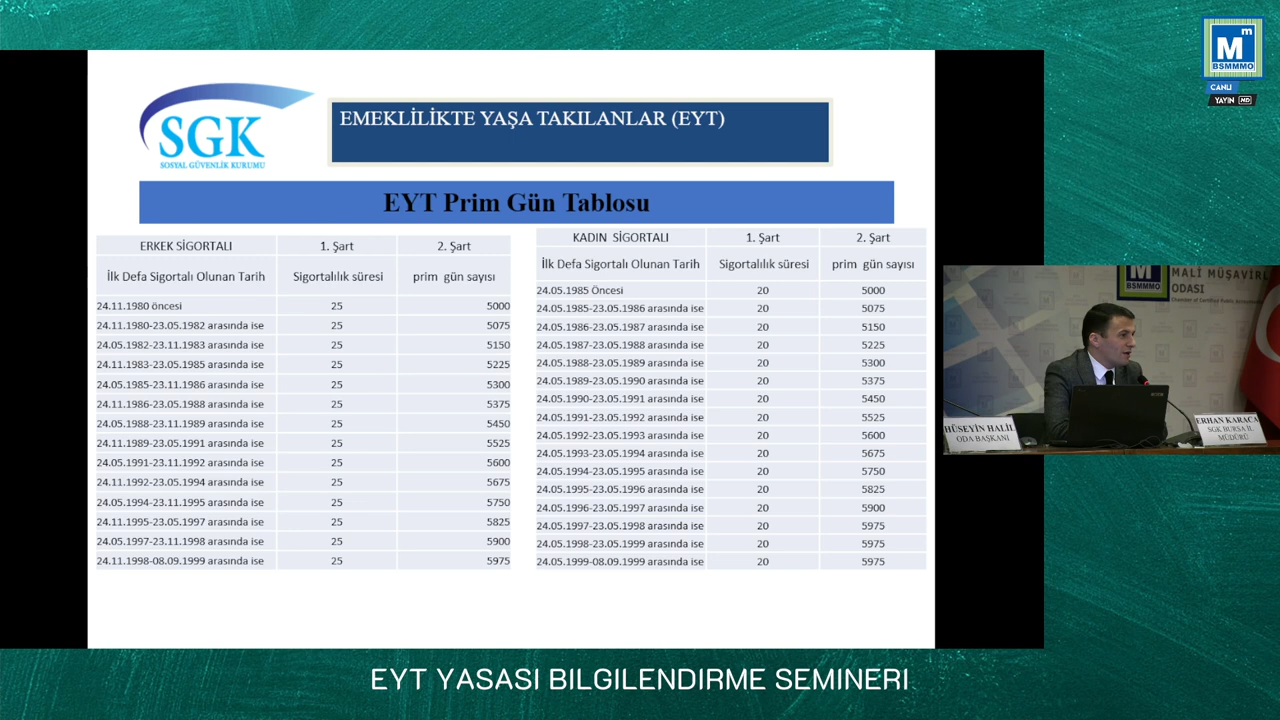 M m
BSMMMO
CANLI
YAYIN HD
SGK
SOSYAL GÜVENLİK KURUMU
EMEKLİLİKTE YAŞA TAKILANLAR (EYT)
EYT Prim Gün Tablosu
ERKEK SİGORTALI 1. Şart 2. Şart
İlk Defa Sigortalı Olunan Tarih Sigortalılık süresi prim gün sayısı
24.11.1980 öncesi 25 5000
24.11.1980-23.05.1982 arasında ise 25 5075
24.05.1982-23.11.1983 arasında ise 25 5150
24.11.1983-23.05.1985 arasında ise 25 5225
24.05.1985-23.11.1986 arasında ise 25 5300
24.11.1986-23.05.1988 arasında ise 25 5375
24.05.1988-23.11.1989 arasında ise 25 5450
24.11.1989-23.05.1991 arasında ise 25 5525
24.05.1991-23.11.1992 arasında ise 25 5600
24.11.1992-23.05.1994 arasında ise 25 5675
24.05.1994-23.11.1995 arasında ise 25 5750
24.11.1995-23.05.1997 arasında ise 25 5825
24.05.1997-23.11.1998 arasında ise 25 5900
24.11.1998-08.09.1999 arasında ise 25 5975
KADIN SİGORTALI 1. Şart 2. Şart
İlk Defa Sigortalı Olunan Tarih Sigortalılık süresi prim gün sayısı
24.05.1985 Öncesi 20 5000
24.05.1985-23.05.1986 arasında ise 20 5075
24.05.1986-23.05.1987 arasında ise 20 5150
24.05.1987-23.05.1988 arasında ise 20 5225
24.05.1988-23.05.1989 arasında ise 20 5300
24.05.1989-23.05.1990 arasında ise 20 5375
24.05.1990-23.05.1991 arasında ise 20 5450
24.05.1991-23.05.1992 arasında ise 20 5525
24.05.1992-23.05.1993 arasında ise 20 5600
24.05.1993-23.05.1994 arasında ise 20 5675
24.05.1994-23.05.1995 arasında ise 20 5750
24.05.1995-23.05.1996 arasında ise 20 5825
24.05.1996-23.05.1997 arasında ise 20 5900
24.05.1997-23.05.1998 arasında ise 20 5975
24.05.1998-23.05.1999 arasında ise 20 5975
24.05.1999-08.09.1999 arasında ise 20 5975
BSMMMO
MALİ MÜŞAVİRL
ODASI
HÜSEYİN HALİL
ODA BAŞKANI
ERHAN KARACA
SGK BURSA İL
MÜDÜRÜ
EYT YASASI BILGILENDIRME SEMINERI